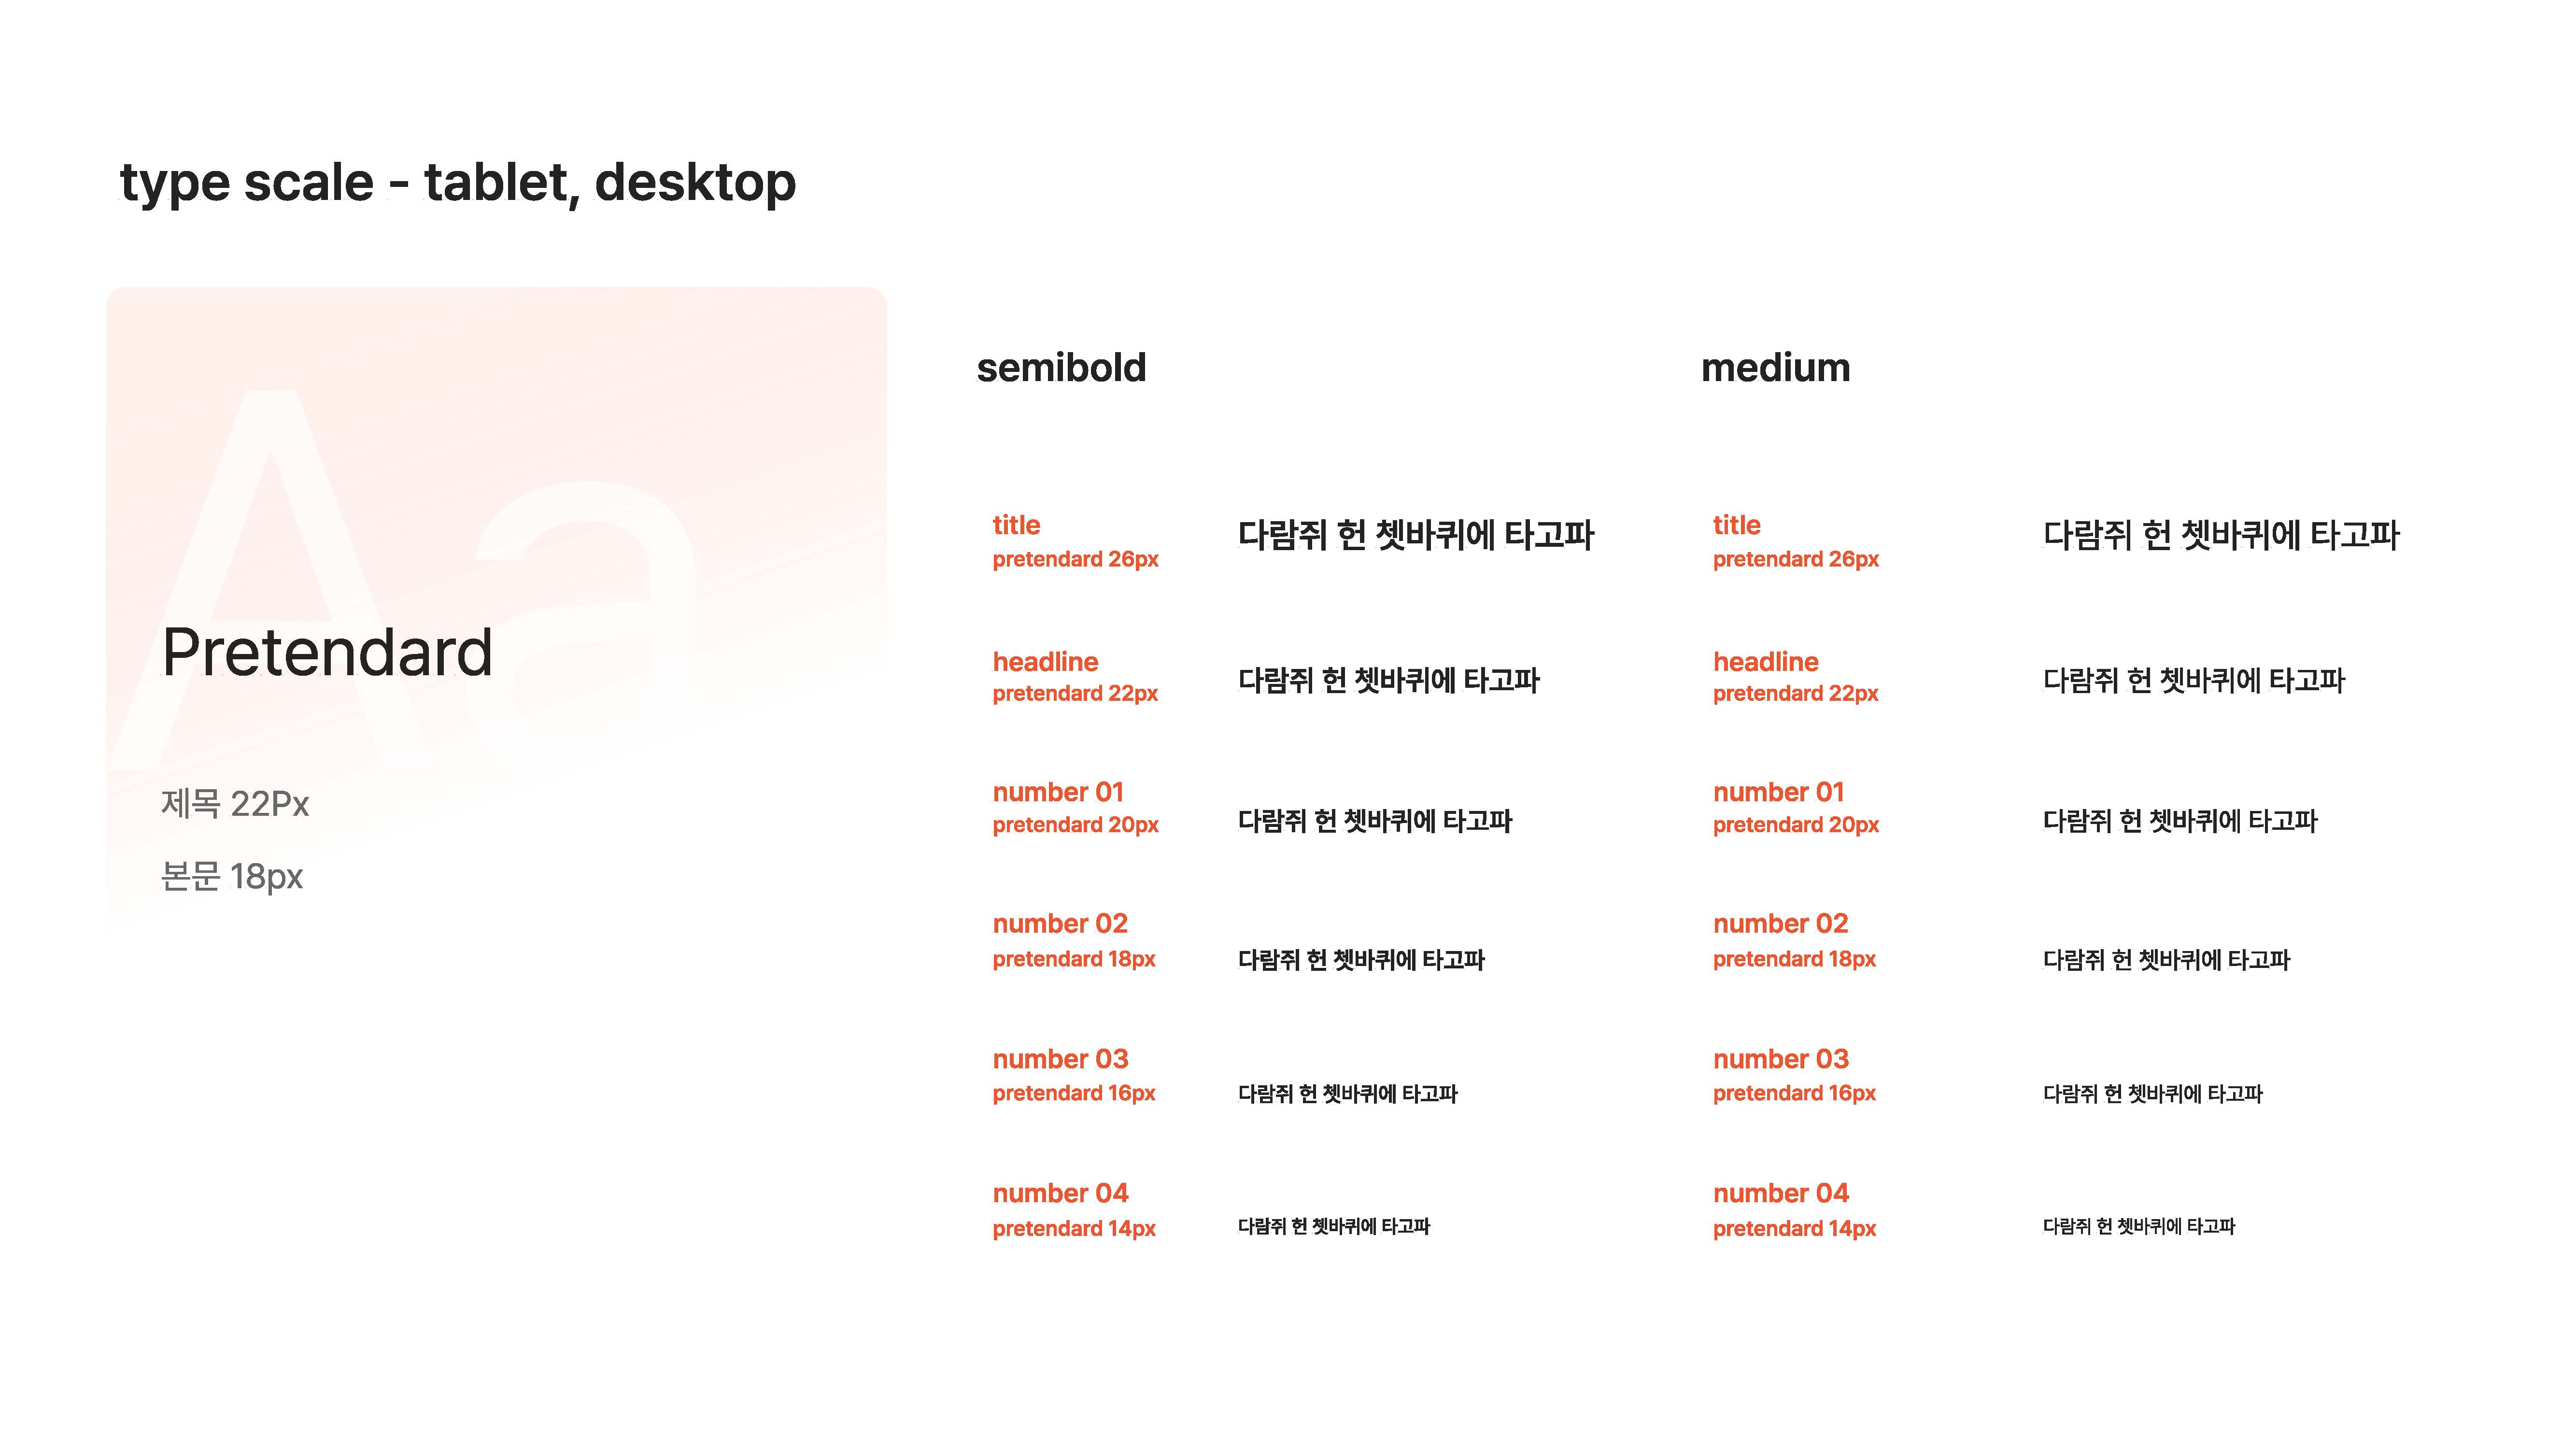 type scale - tablet, desktop
Aa
Pretendard
제목 22Px
본문 18px
semibold
title
pretendard 26px
다람쥐 헌 쳇바퀴에 타고파
headline
pretendard 22px
다람쥐 헌 쳇바퀴에 타고파
number 01
pretendard 20px
다람쥐 헌 쳇바퀴에 타고파
number 02
pretendard 18px
다람쥐 헌 쳇바퀴에 타고파
number 03
pretendard 16px
다람쥐 헌 쳇바퀴에 타고파
number 04
pretendard 14px
다람쥐 헌 쳇바퀴에 타고파
medium
title
pretendard 26px
다람쥐 헌 쳇바퀴에 타고파
headline
pretendard 22px
다람쥐 헌 쳇바퀴에 타고파
number 01
pretendard 20px
다람쥐 헌 쳇바퀴에 타고파
number 02
pretendard 18px
다람쥐 헌 쳇바퀴에 타고파
number 03
pretendard 16px
다람쥐 헌 쳇바퀴에 타고파
number 04
pretendard 14px
다람쥐 헌 쳇바퀴에 타고파